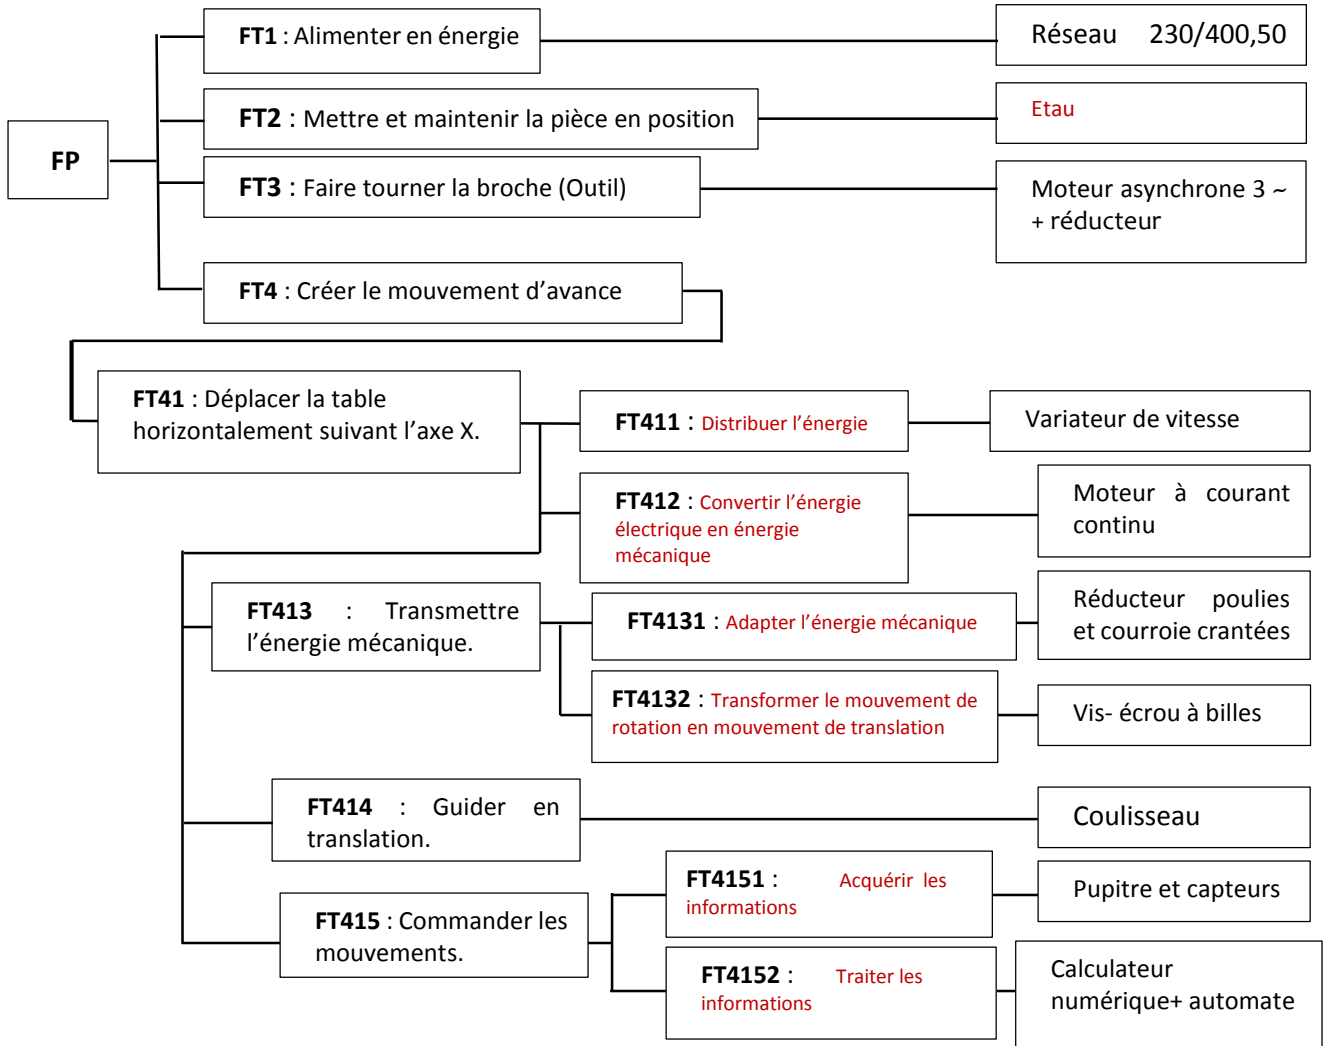 FT1 : Alimenter en énergie
Réseau 230/400,50
FT2 : Mettre et maintenir la pièce en position
Etau
FP
FT3 : Faire tourner la broche (Outil)
Moteur asynchrone 3 ~
+ réducteur
FT4 : Créer le mouvement d’avance
FT41 : Déplacer la table
horizontalement suivant l’axe X.
FT411 : Distribuer l’énergie
Variateur de vitesse
FT412 : Convertir l’énergie
électrique en énergie
mécanique
Moteur à courant
continu
FT413 : Transmettre
l’énergie mécanique.
FT4131 : Adapter l’énergie mécanique
Réducteur poulies
et courroie crantées
FT4132 : Transformer le mouvement de
rotation en mouvement de translation
Vis- écrou à billes
FT414 : Guider en
translation.
Coulisseau
FT415 : Commander les
mouvements.
FT4151 : Acquérir les
informations
Pupitre et capteurs
FT4152 : Traiter les
informations
Calculateur
numérique+ automate